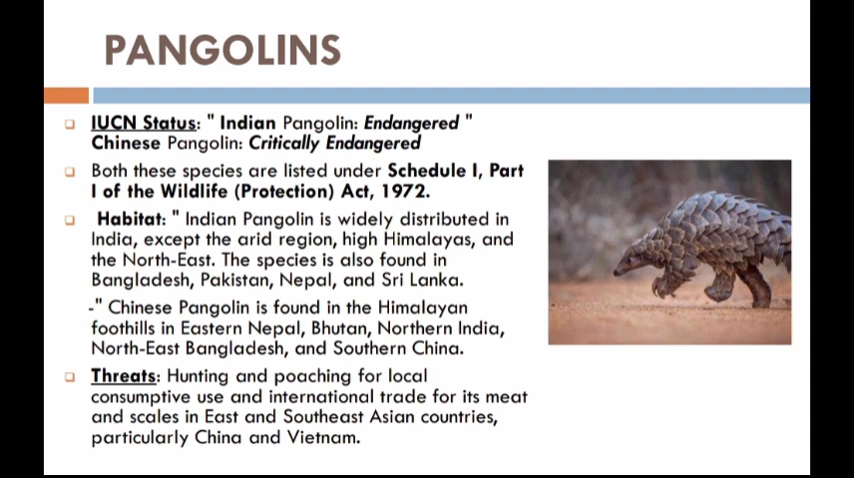 PANGOLINS
IUCN Status: " Indian Pangolin: Endangered "
Chinese Pangolin: Critically Endangered
Both these species are listed under Schedule I, Part
I of the Wildlife (Protection) Act, 1972.
Habitat: " Indian Pangolin is widely distributed in
India, except the arid region, high Himalayas, and
the North-East. The species is also found in
Bangladesh, Pakistan, Nepal, and Sri Lanka.
-" Chinese Pangolin is found in the Himalayan
foothills in Eastern Nepal, Bhutan, Northern India,
North-East Bangladesh, and Southern China.
Threats: Hunting and poaching for local
consumptive use and international trade for its meat
and scales in East and Southeast Asian countries,
particularly China and Vietnam.